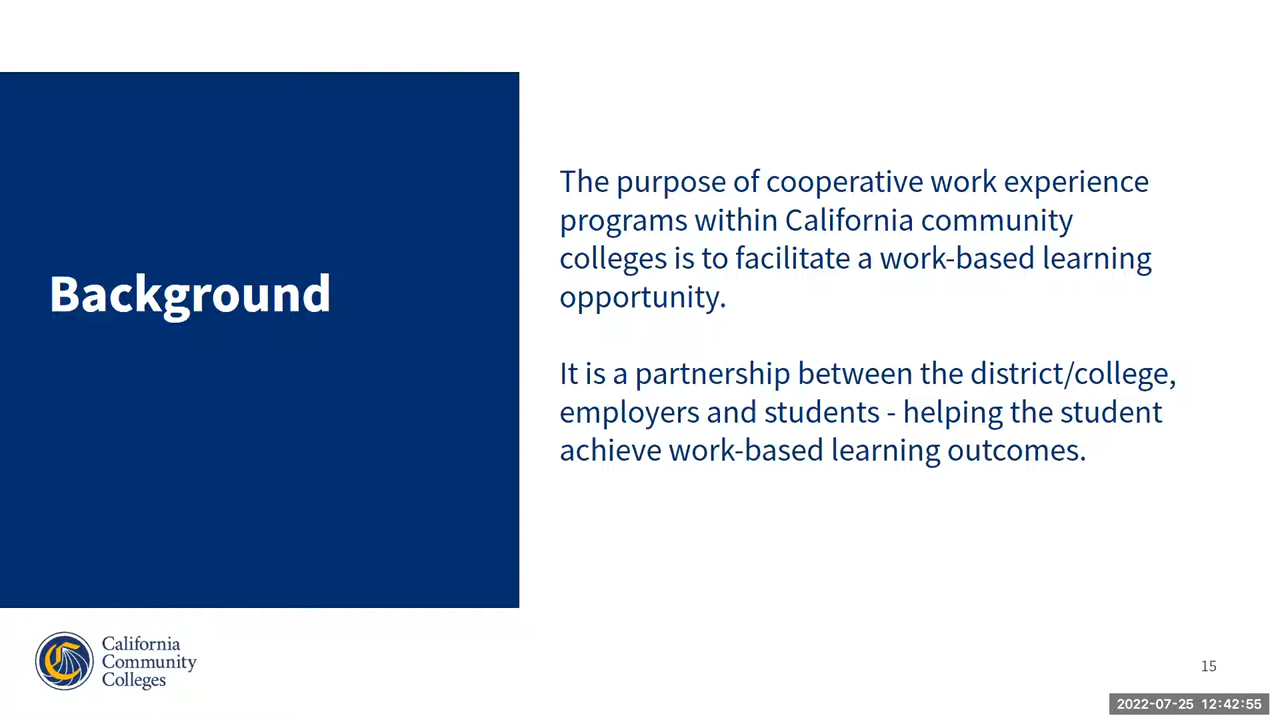 Background
The purpose of cooperative work experience
programs within California community
colleges is to facilitate a work-based learning
opportunity.
It is a partnership between the district/college,
employers and students - helping the student
achieve work-based learning outcomes.
California
Community
Colleges
15
2022-07-25 12:42:55